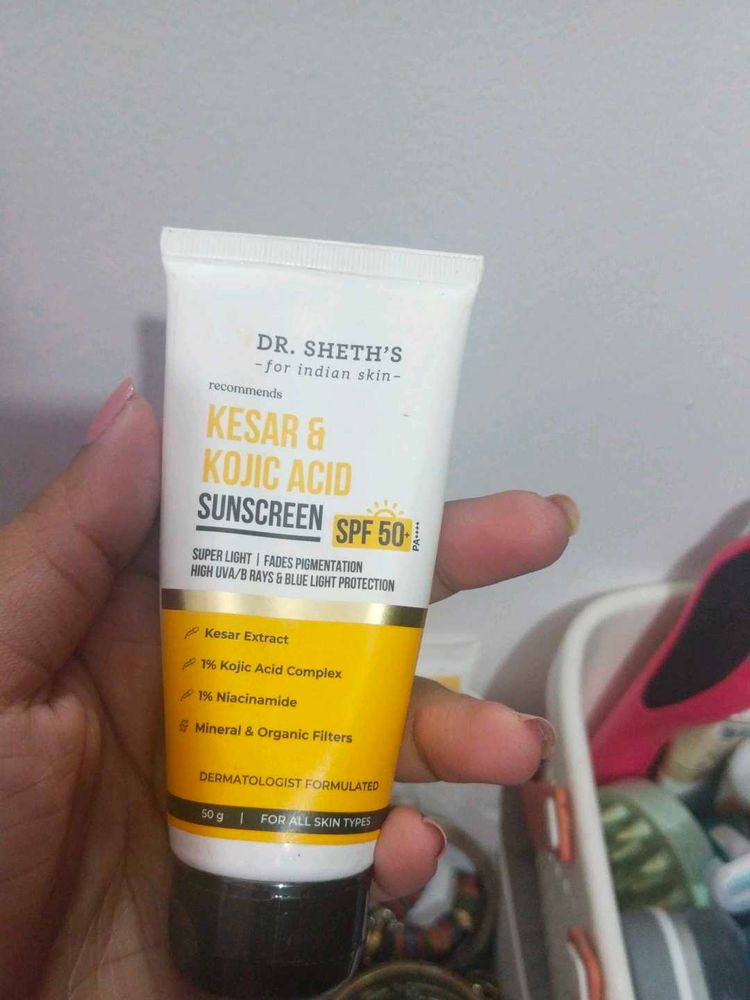 DR. SHETH'S
-for indian skin-
recommends
KESAR &
KOJIC ACID
SUNSCREEN
SPF 50+
PA++++
SUPER LIGHT | FADES PIGMENTATION
HIGH UVA/B RAYS & BLUE LIGHT PROTECTION
Kesar Extract
1% Kojic Acid Complex
1% Niacinamide
Mineral & Organic Filters
DERMATOLOGIST FORMULATED
50 g | FOR ALL SKIN TYPES